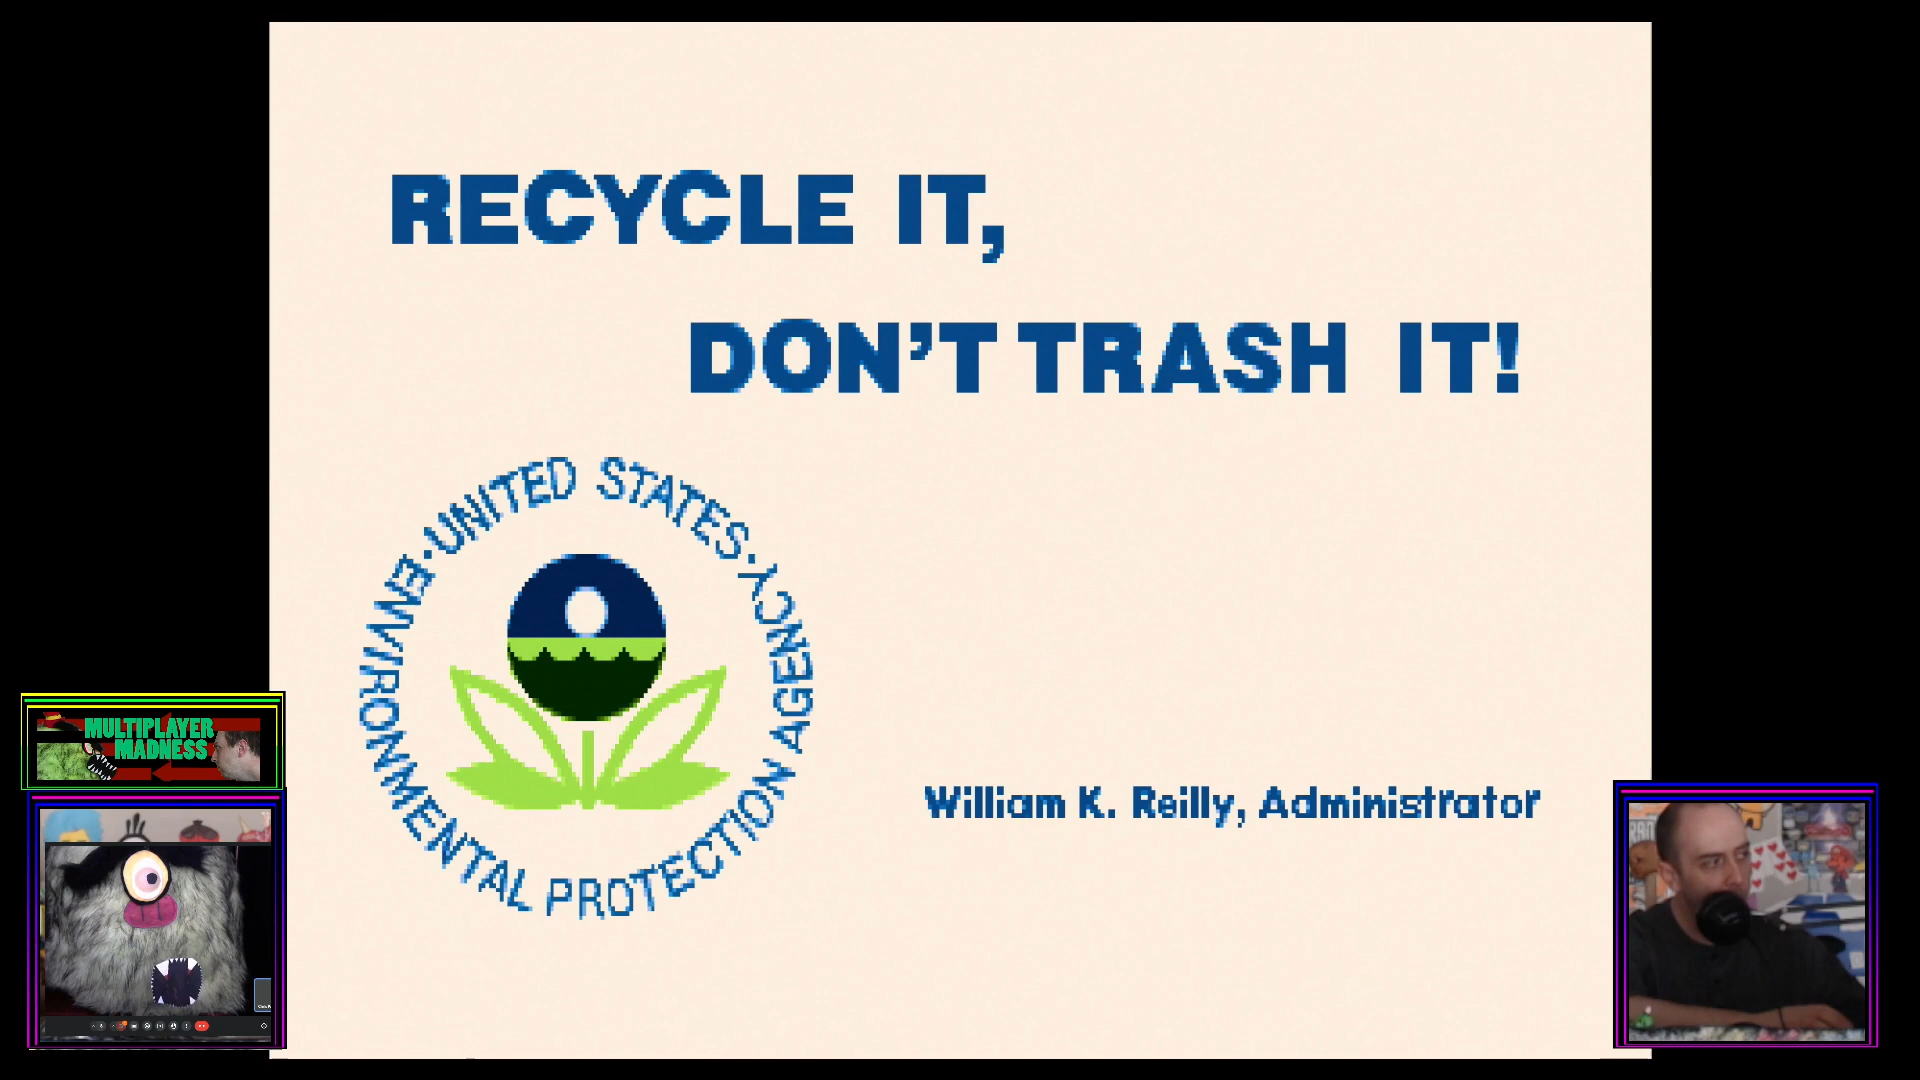 RECYCLE IT,
DON'T TRASH IT!
UNITED STATES
ENVIRONMENTAL PROTECTION AGENCY
William K. Reilly, Administrator
MULTIPLAYER
MADNESS